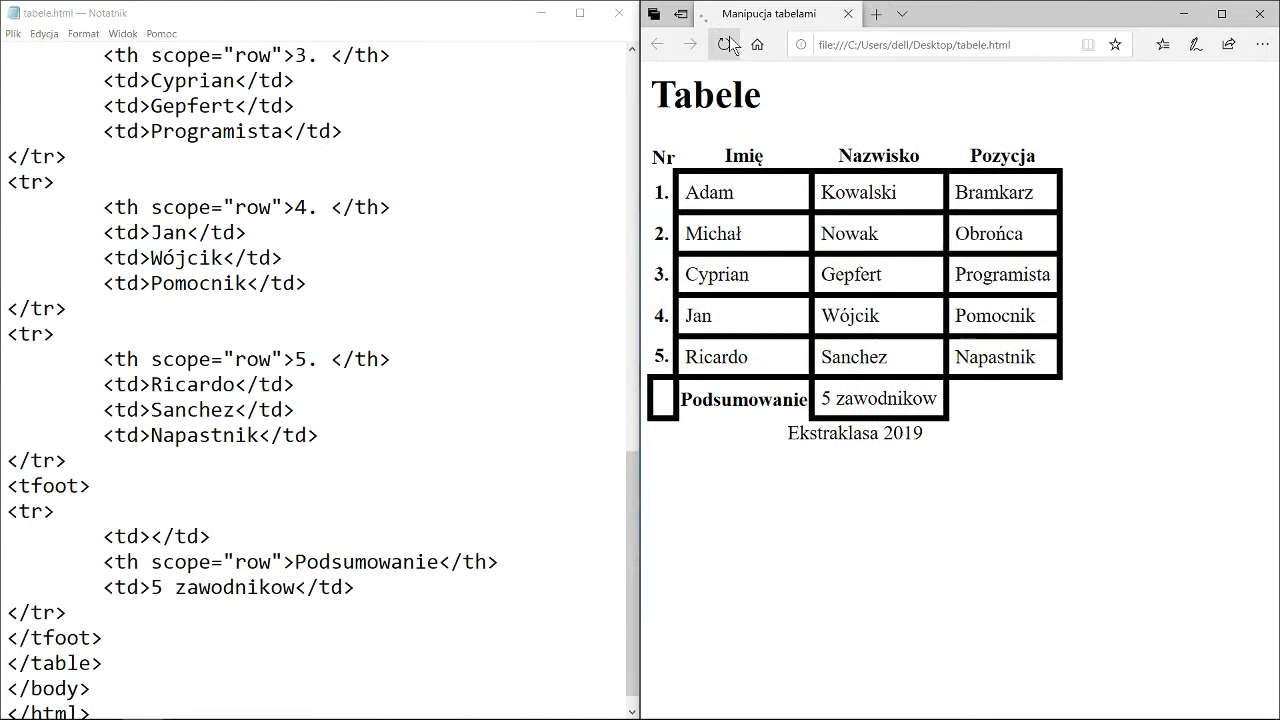 tabele.html — Notatnik
Plik Edycja Format Widok Pomoc
<th scope="row">3. </th>
<td>Cyprian</td>
<td>Gepfert</td>
<td>Programista</td>
</tr>
<tr>
<th scope="row">4. </th>
<td>Jan</td>
<td>Wójcik</td>
<td>Pomocnik</td>
</tr>
<tr>
<th scope="row">5. </th>
<td>Ricardo</td>
<td>Sanchez</td>
<td>Napastnik</td>
</tr>
<tfoot>
<tr>
<td></td>
<th scope="row">Podsumowanie</th>
<td>5 zawodnikow</td>
</tr>
</tfoot>
</table>
</body>
</html>
Manipucja tabelami
file:///C:/Users/dell/Desktop/tabele.html
Tabele
Nr Imię Nazwisko Pozycja
1. Adam Kowalski Bramkarz
2. Michał Nowak Obrońca
3. Cyprian Gepfert Programista
4. Jan Wójcik Pomocnik
5. Ricardo Sanchez Napastnik
Podsumowanie 5 zawodnikow
Ekstraklasa 2019